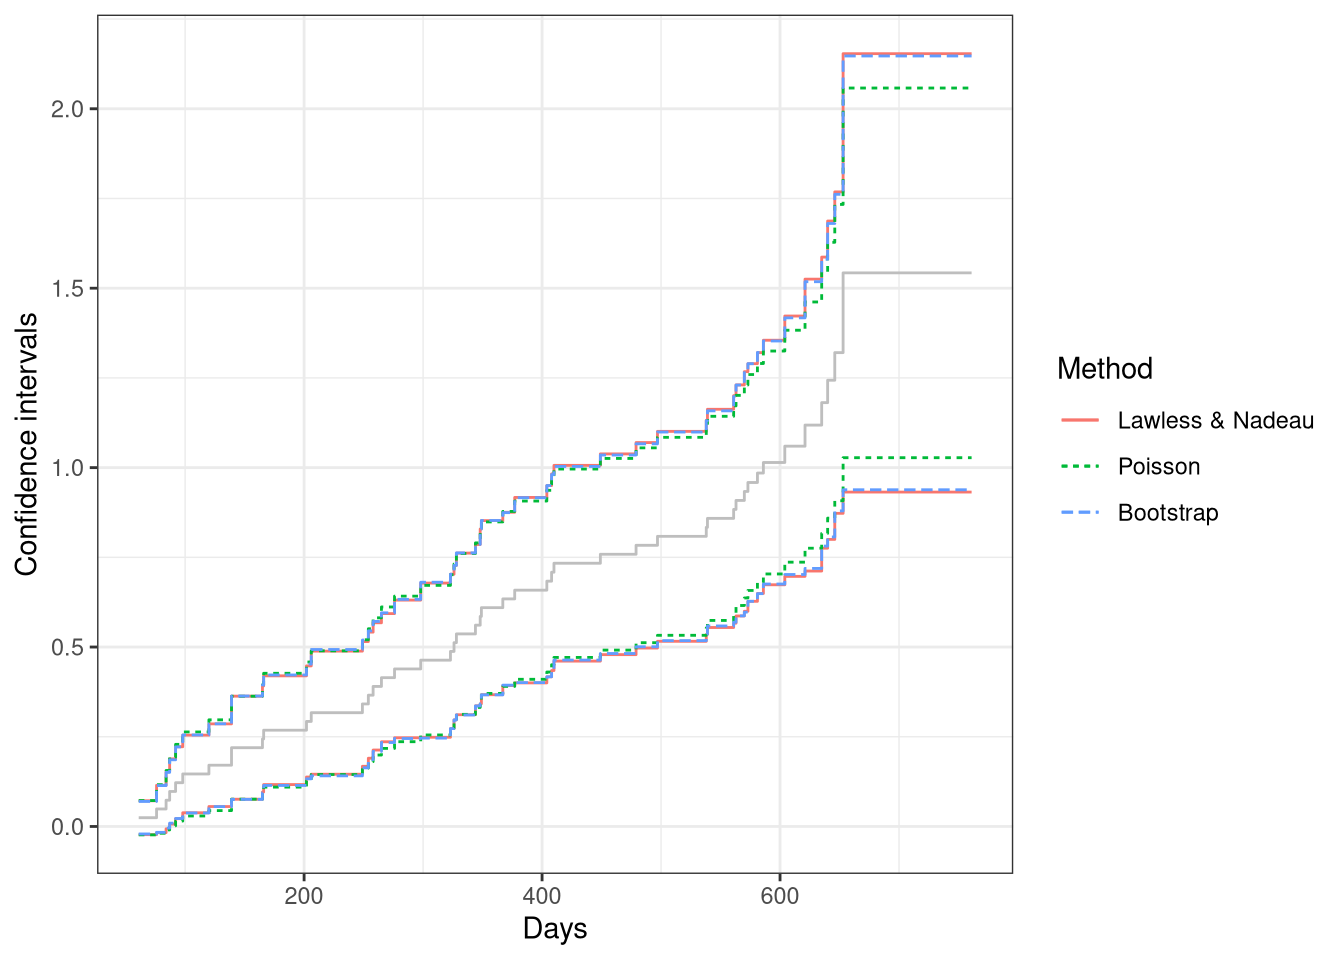 2.0
1.5
1.0
0.5
0.0
Confidence intervals
200 400 600
Days
Method
Lawless & Nadeau
Poisson
Bootstrap